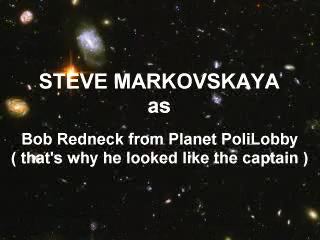 STEVE MARKOVSKAYA
as
Bob Redneck from Planet PoliLobby
( that's why he looked like the captain )